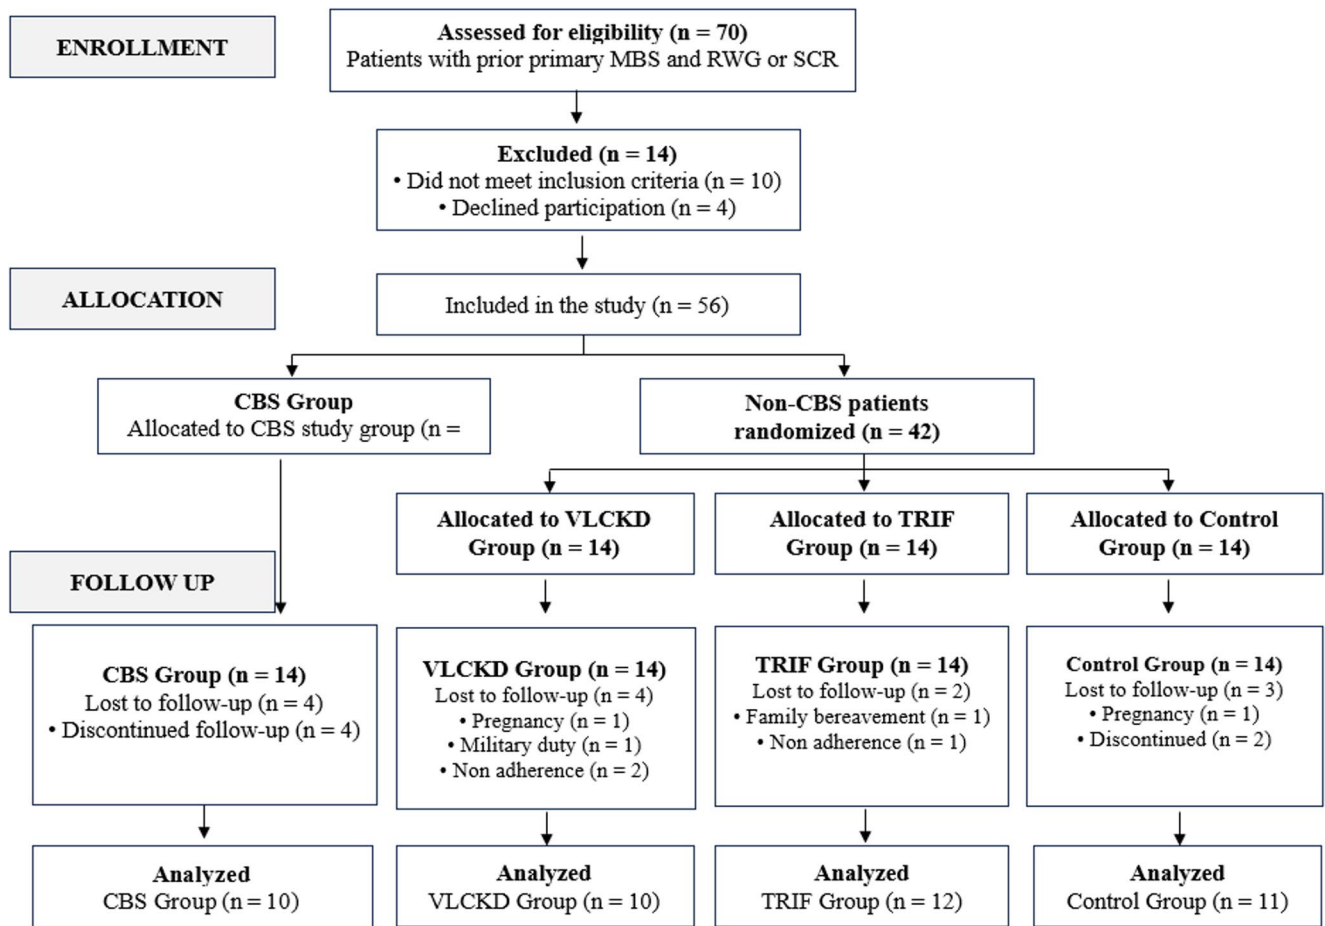 ENROLLMENT
Assessed for eligibility (n = 70)
Patients with prior primary MBS and RWG or SCR
Excluded (n = 14)
• Did not meet inclusion criteria (n = 10)
• Declined participation (n = 4)
ALLOCATION
Included in the study (n = 56)
CBS Group
Allocated to CBS study group (n =
Non-CBS patients
randomized (n = 42)
Allocated to VLCKD
Group (n = 14)
Allocated to TRIF
Group (n = 14)
Allocated to Control
Group (n = 14)
FOLLOW UP
CBS Group (n = 14)
Lost to follow-up (n = 4)
• Discontinued follow-up (n = 4)
VLCKD Group (n = 14)
Lost to follow-up (n = 4)
• Pregnancy (n = 1)
• Military duty (n = 1)
• Non adherence (n = 2)
TRIF Group (n = 14)
Lost to follow-up (n = 2)
• Family bereavement (n = 1)
• Non adherence (n = 1)
Control Group (n = 14)
Lost to follow-up (n = 3)
• Pregnancy (n = 1)
• Discontinued (n = 2)
Analyzed
CBS Group (n = 10)
Analyzed
VLCKD Group (n = 10)
Analyzed
TRIF Group (n = 12)
Analyzed
Control Group (n = 11)